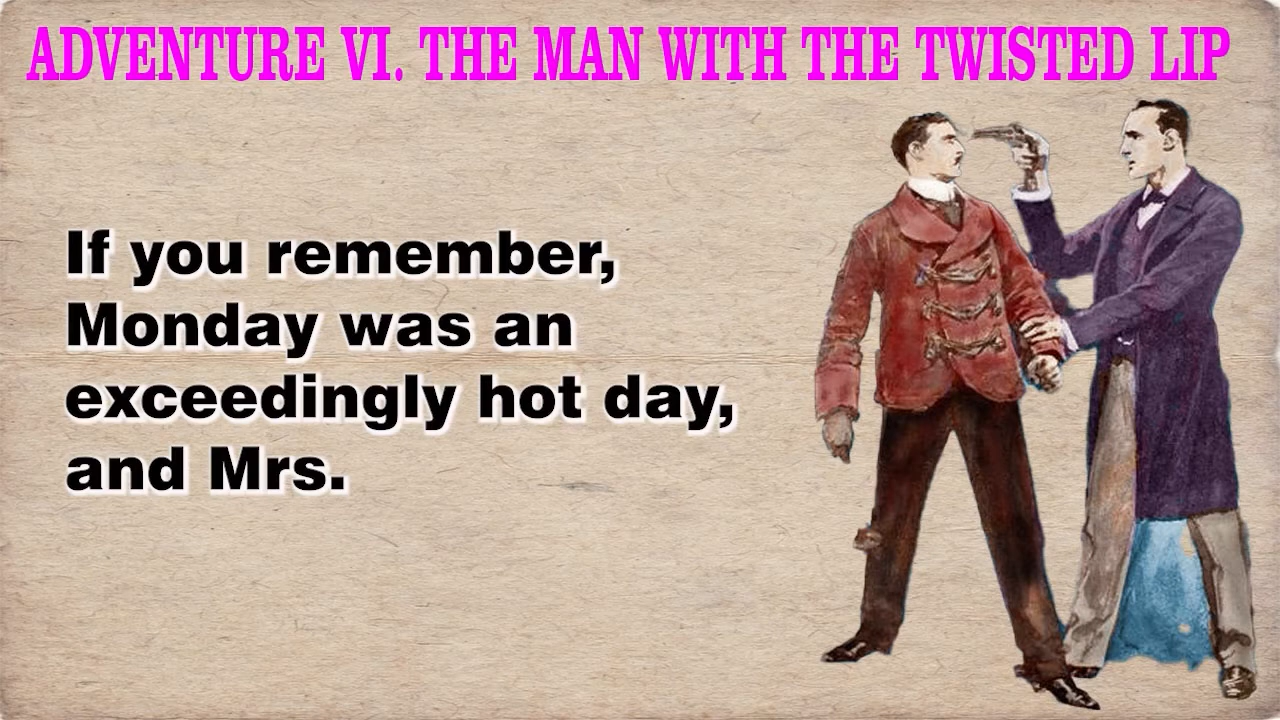 ADVENTURE VI. THE MAN WITH THE TWISTED LIP
If you remember,
Monday was an
exceedingly hot day,
and Mrs.